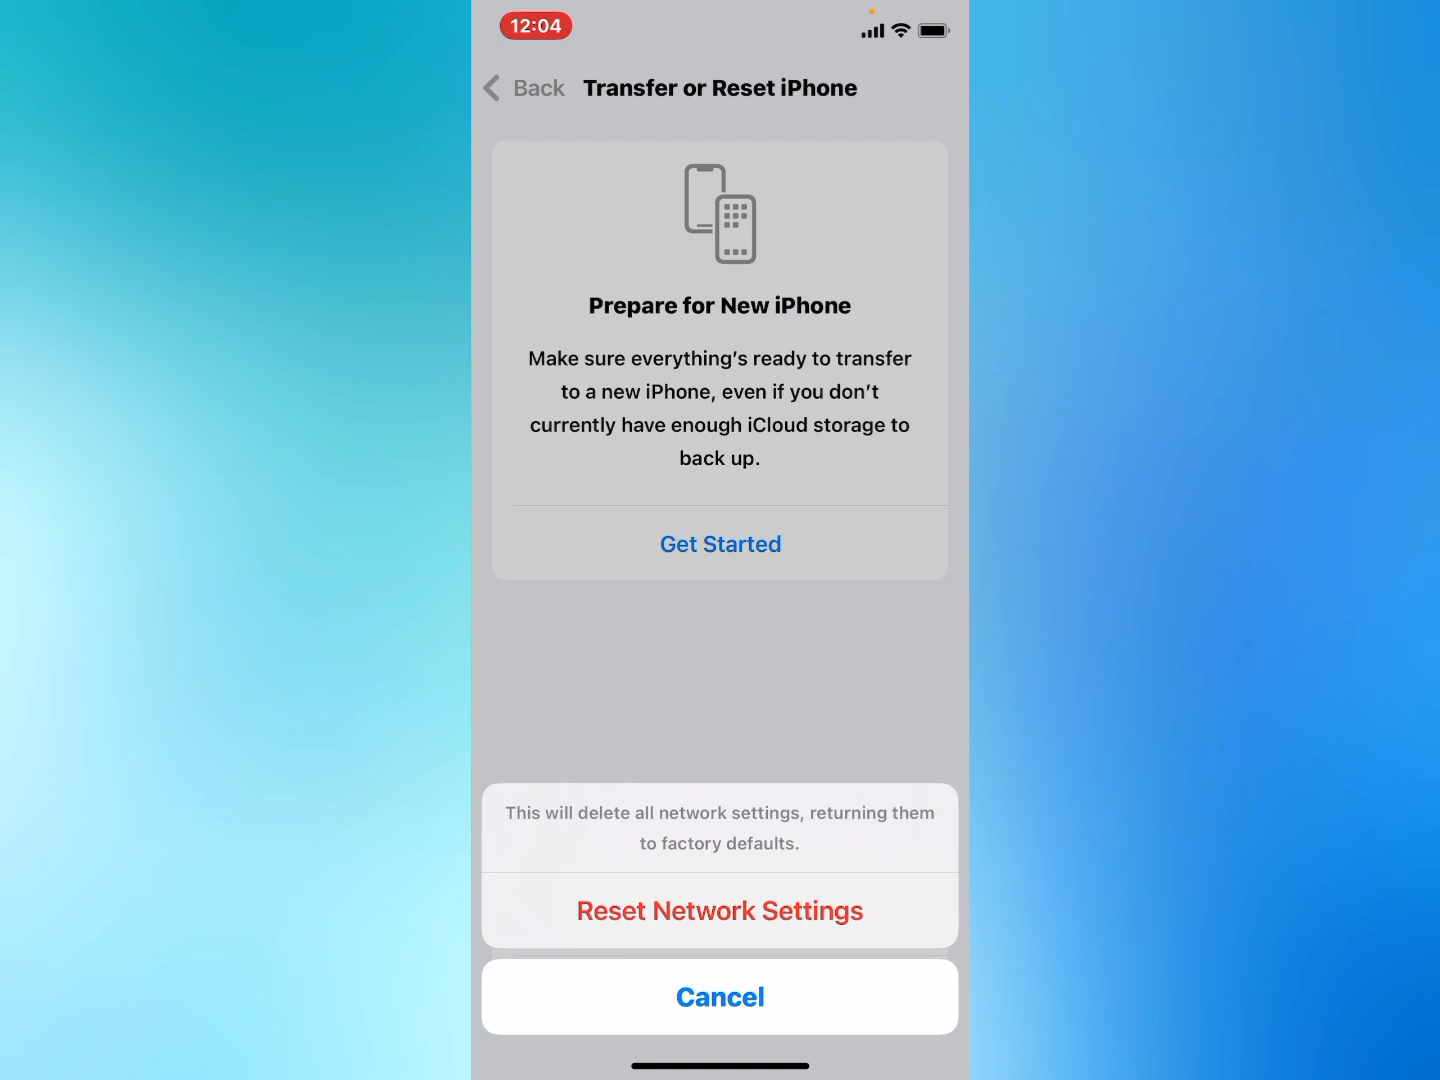 12:04
Back Transfer or Reset iPhone
Prepare for New iPhone
Make sure everything’s ready to transfer
to a new iPhone, even if you don’t
currently have enough iCloud storage to
back up.
Get Started
This will delete all network settings, returning them
to factory defaults.
Reset Network Settings
Cancel